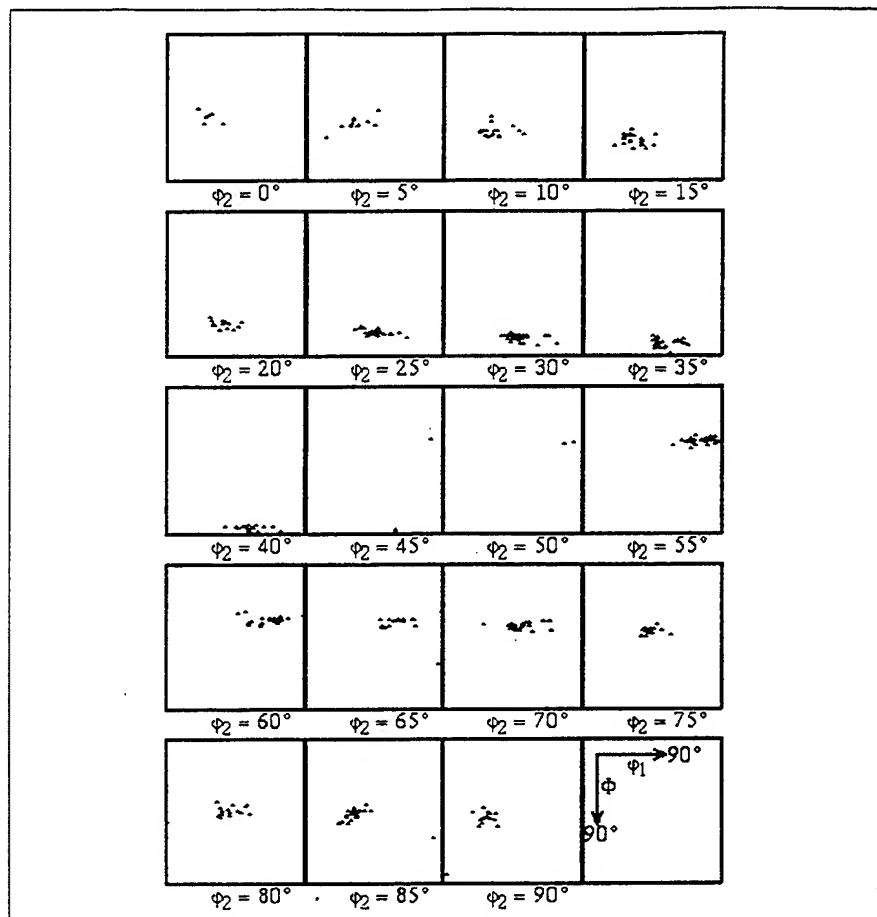 φ2 = 0° φ2 = 5° φ2 = 10° φ2 = 15°
φ2 = 20° φ2 = 25° φ2 = 30° φ2 = 35°
φ2 = 40° φ2 = 45° φ2 = 50° φ2 = 55°
φ2 = 60° φ2 = 65° φ2 = 70° φ2 = 75°
90°
φ1
Φ
90°
φ2 = 80° φ2 = 85° φ2 = 90°